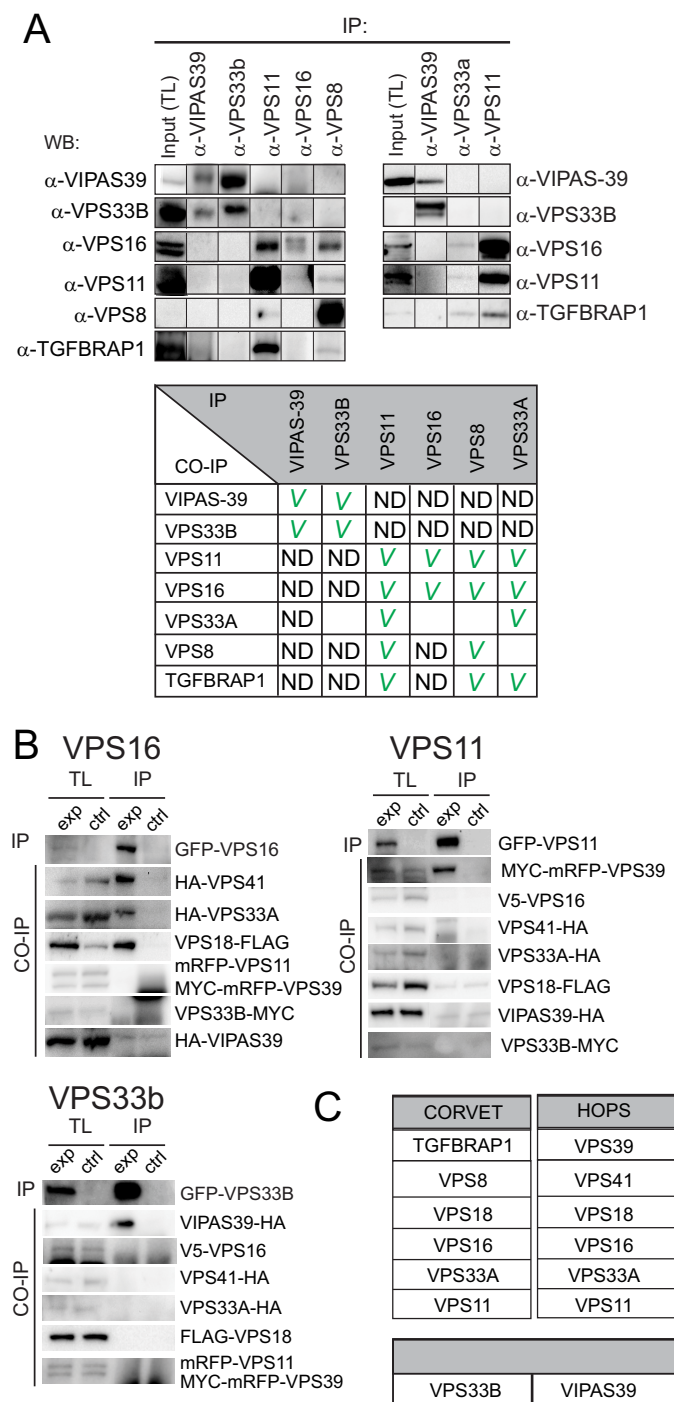 A
IP:
WB:
Input (TL)
α-VIPAS39
α-VPS33b
α-VPS11
α-VPS16
α-VPS8
Input (TL)
α-VIPAS39
α-VPS33a
α-VPS11
α-VIPAS39
α-VPS33B
α-VPS16
α-VPS11
α-VPS8
α-TGFBRAP1
α-VIPAS-39
α-VPS33B
α-VPS16
α-VPS11
α-TGFBRAP1
IP
CO-IP
VIPAS-39
VPS33B
VPS11
VPS16
VPS8
VPS33A
VIPAS-39 V V ND ND ND ND
VPS33B V V ND ND ND ND
VPS11 ND ND V V V V
VPS16 ND ND V V V V
VPS33A ND V V
VPS8 ND ND V ND V
TGFBRAP1 ND ND V ND V V
B
VPS16
TL IP
exp ctrl exp ctrl
IP
CO-IP
GFP-VPS16
HA-VPS41
HA-VPS33A
VPS18-FLAG
mRFP-VPS11
MYC-mRFP-VPS39
VPS33B-MYC
HA-VIPAS39
VPS11
TL IP
exp ctrl exp ctrl
IP
CO-IP
GFP-VPS11
MYC-mRFP-VPS39
V5-VPS16
VPS41-HA
VPS33A-HA
VPS18-FLAG
VIPAS39-HA
VPS33B-MYC
VPS33b
TL IP
exp ctrl exp ctrl
IP
CO-IP
GFP-VPS33B
VIPAS39-HA
V5-VPS16
VPS41-HA
VPS33A-HA
FLAG-VPS18
mRFP-VPS11
MYC-mRFP-VPS39
C
CORVET HOPS
TGFBRAP1 VPS39
VPS8 VPS41
VPS18 VPS18
VPS16 VPS16
VPS33A VPS33A
VPS11 VPS11
VPS33B VIPAS39